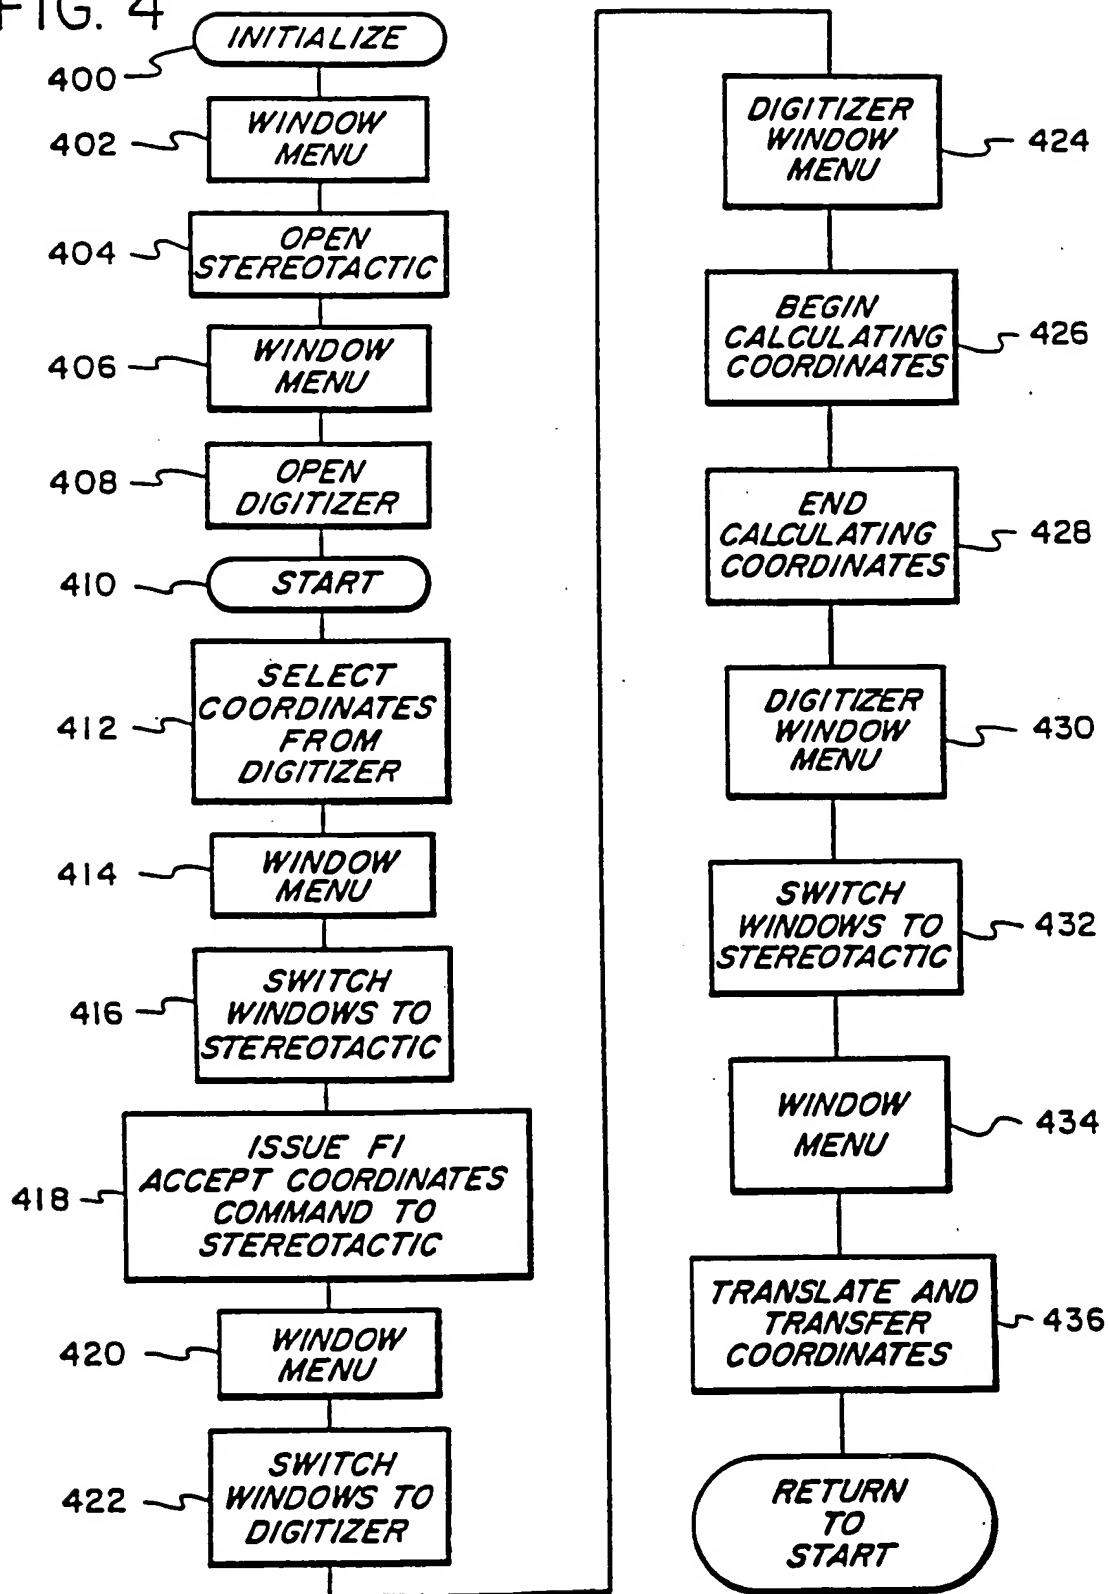 FIG. 4
INITIALIZE
400
WINDOW
MENU
402
OPEN
STEREOTACTIC
404
WINDOW
MENU
406
OPEN
DIGITIZER
408
START
410
SELECT
COORDINATES
FROM
DIGITIZER
412
WINDOW
MENU
414
SWITCH
WINDOWS TO
STEREOTACTIC
416
ISSUE F1
ACCEPT COORDINATES
COMMAND TO
STEREOTACTIC
418
WINDOW
MENU
420
SWITCH
WINDOWS TO
DIGITIZER
422
DIGITIZER
WINDOW
MENU
424
BEGIN
CALCULATING
COORDINATES
426
END
CALCULATING
COORDINATES
428
DIGITIZER
WINDOW
MENU
430
SWITCH
WINDOWS TO
STEREOTACTIC
432
WINDOW
MENU
434
TRANSLATE AND
TRANSFER
COORDINATES
436
RETURN
TO
START